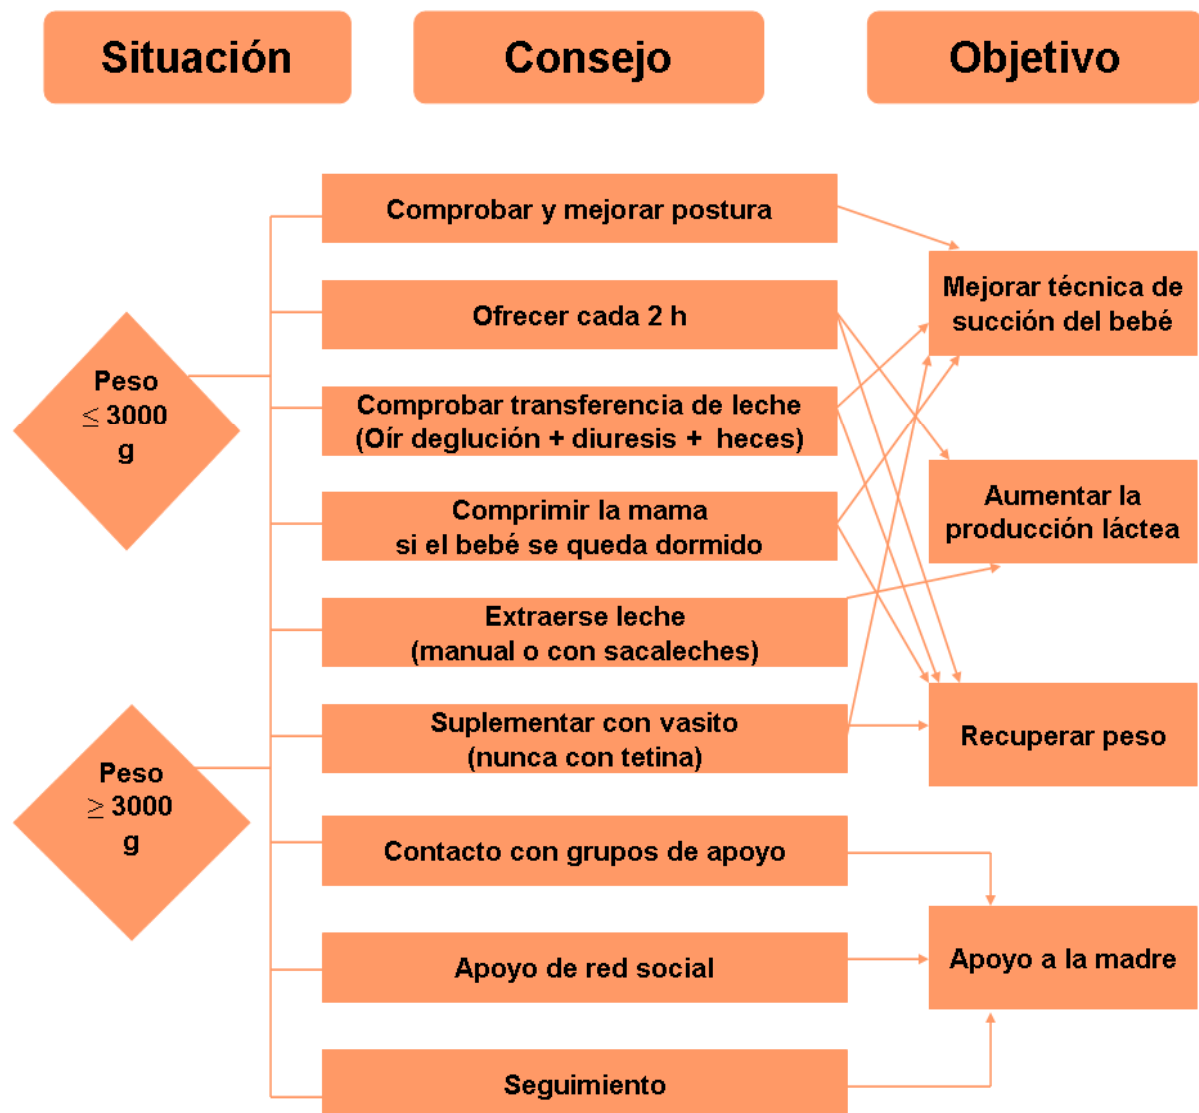 Situación
Consejo
Objetivo
Comprobar y mejorar postura
Ofrecer cada 2 h
Comprobar transferencia de leche
(Oír deglución + diuresis + heces)
Comprimir la mama
si el bebé se queda dormido
Extraerse leche
(manual o con sacaleches)
Suplementar con vasito
(nunca con tetina)
Contacto con grupos de apoyo
Apoyo de red social
Seguimiento
Peso
≤ 3000
g
Peso
≥ 3000
g
Mejorar técnica de
succión del bebé
Aumentar la
producción láctea
Recuperar peso
Apoyo a la madre